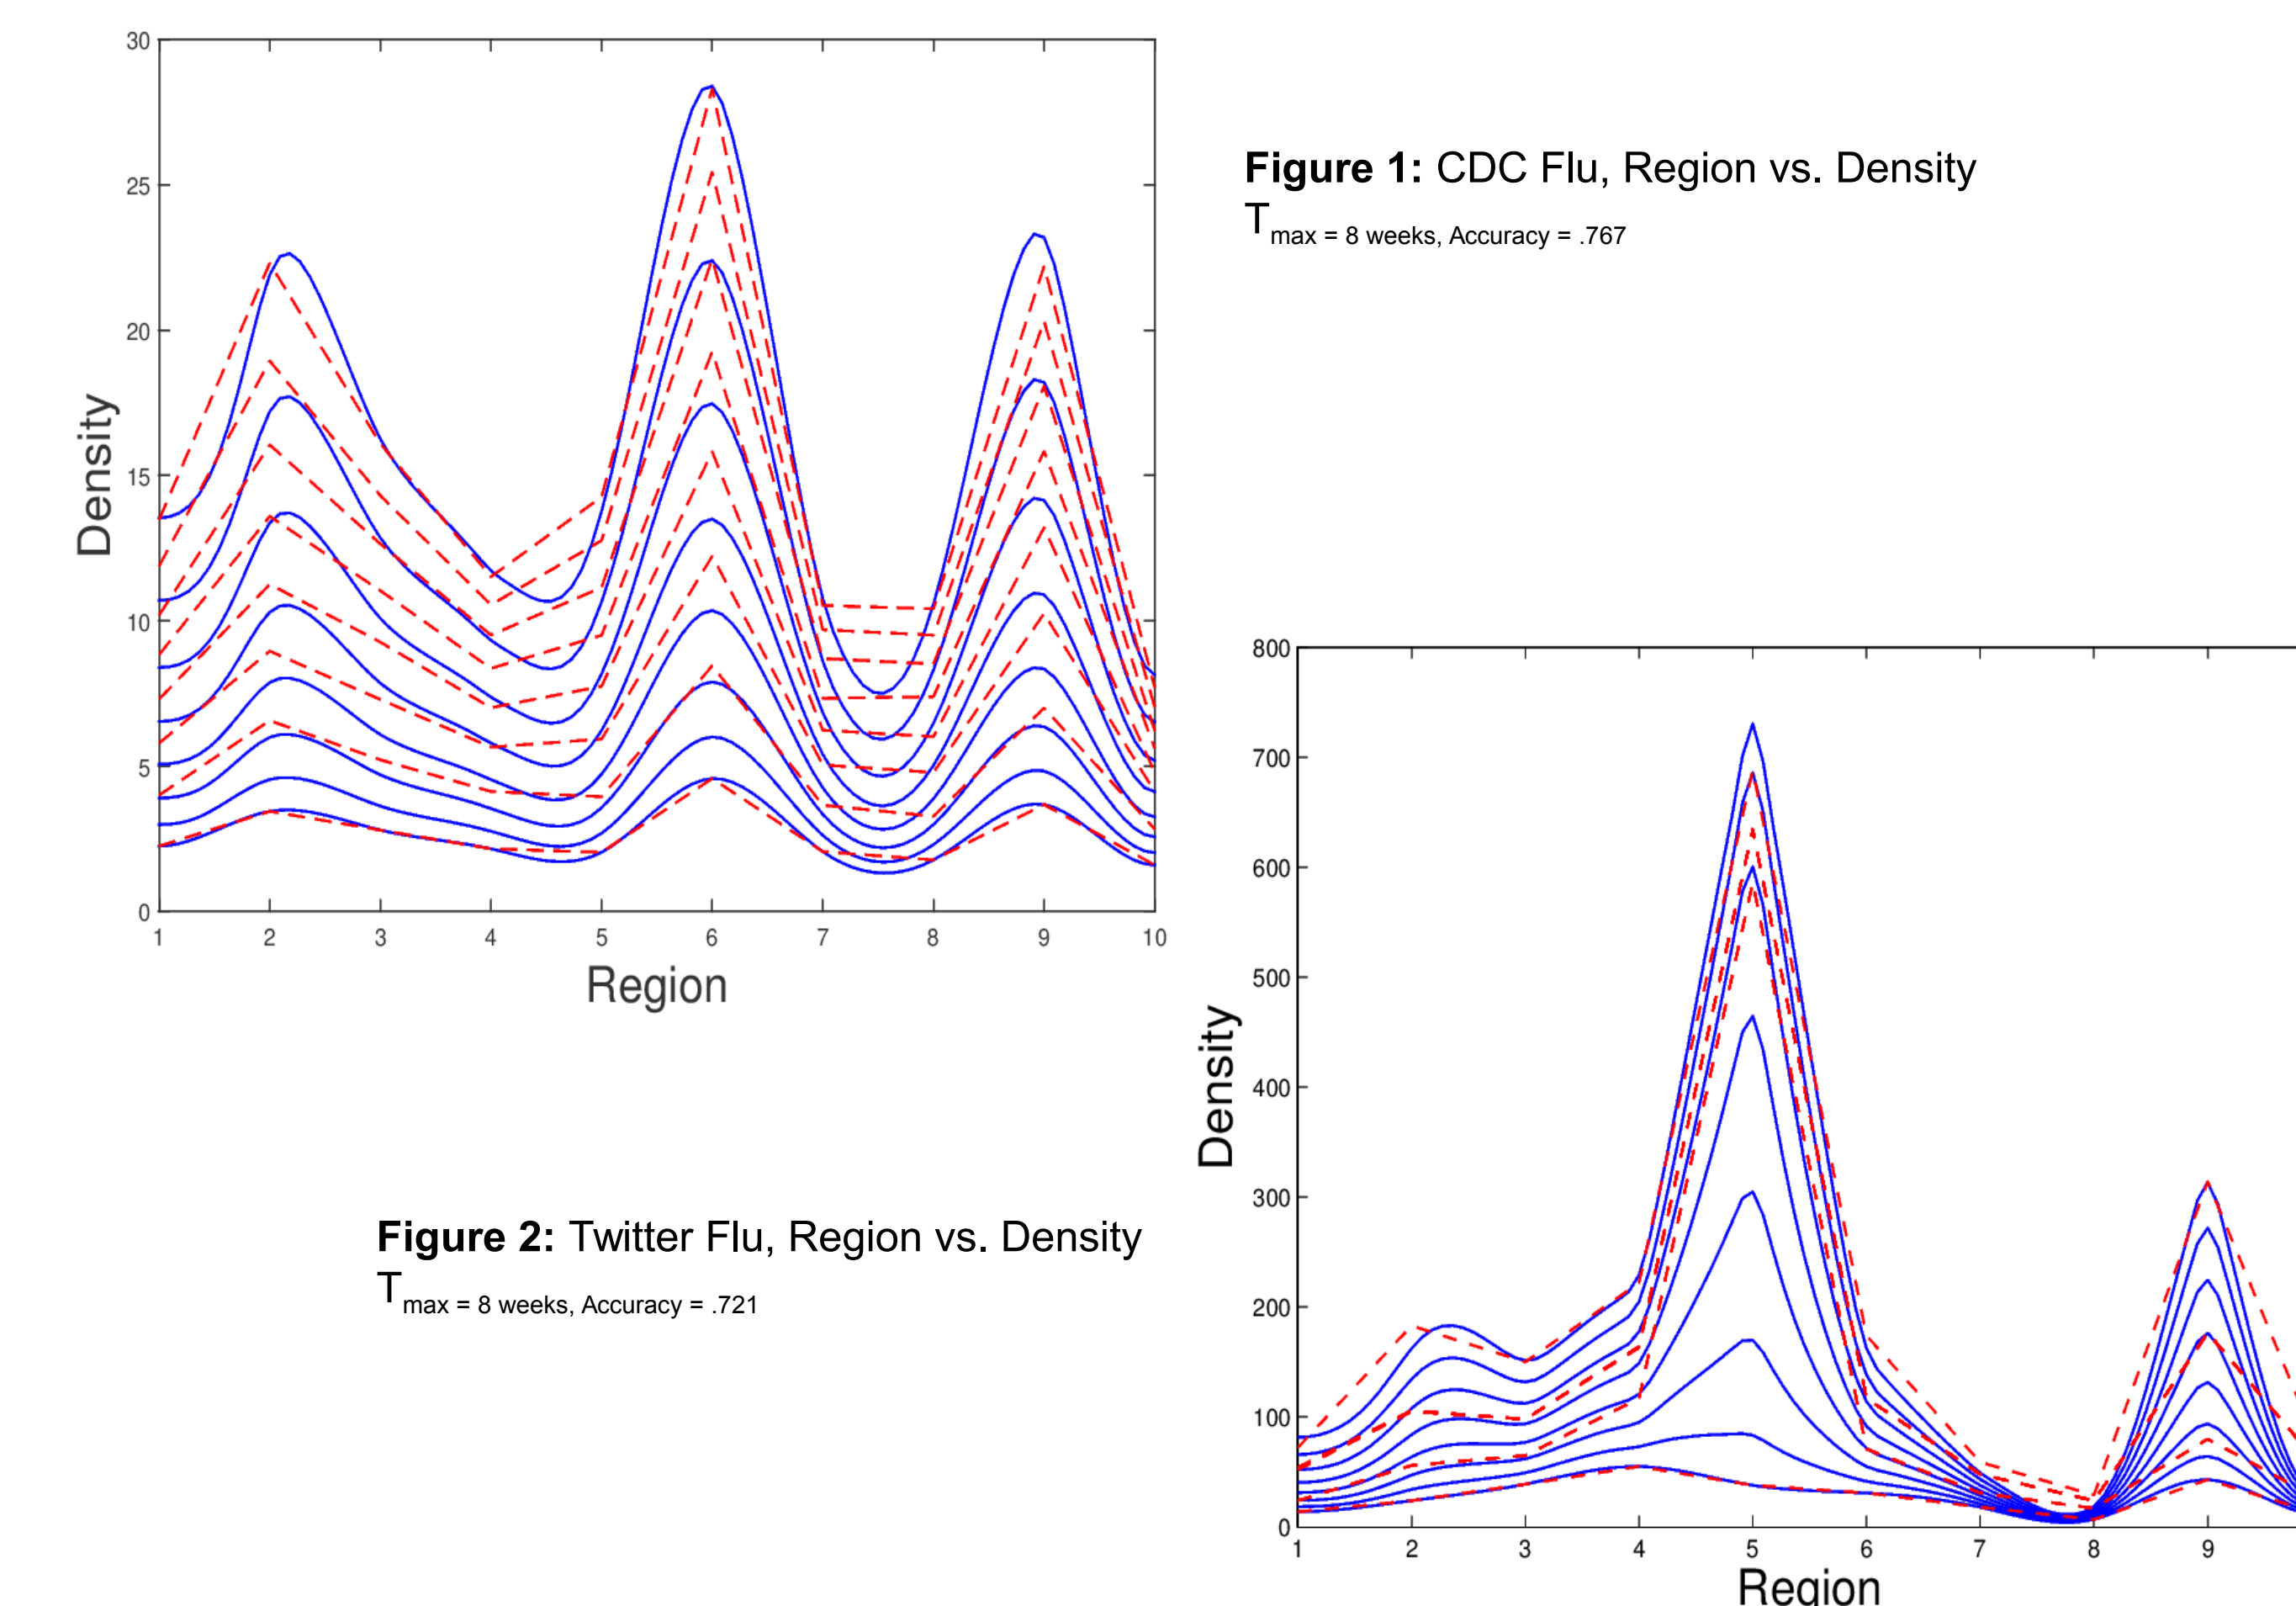 30
25
20
15
10
5
0
Density
1 2 3 4 5 6 7 8 9 10
Region
Figure 1: CDC Flu, Region vs. Density
Tmax = 8 weeks, Accuracy = .767
800
700
600
500
400
300
200
100
0
Density
1 2 3 4 5 6 7 8 9
Region
Figure 2: Twitter Flu, Region vs. Density
Tmax = 8 weeks, Accuracy = .721